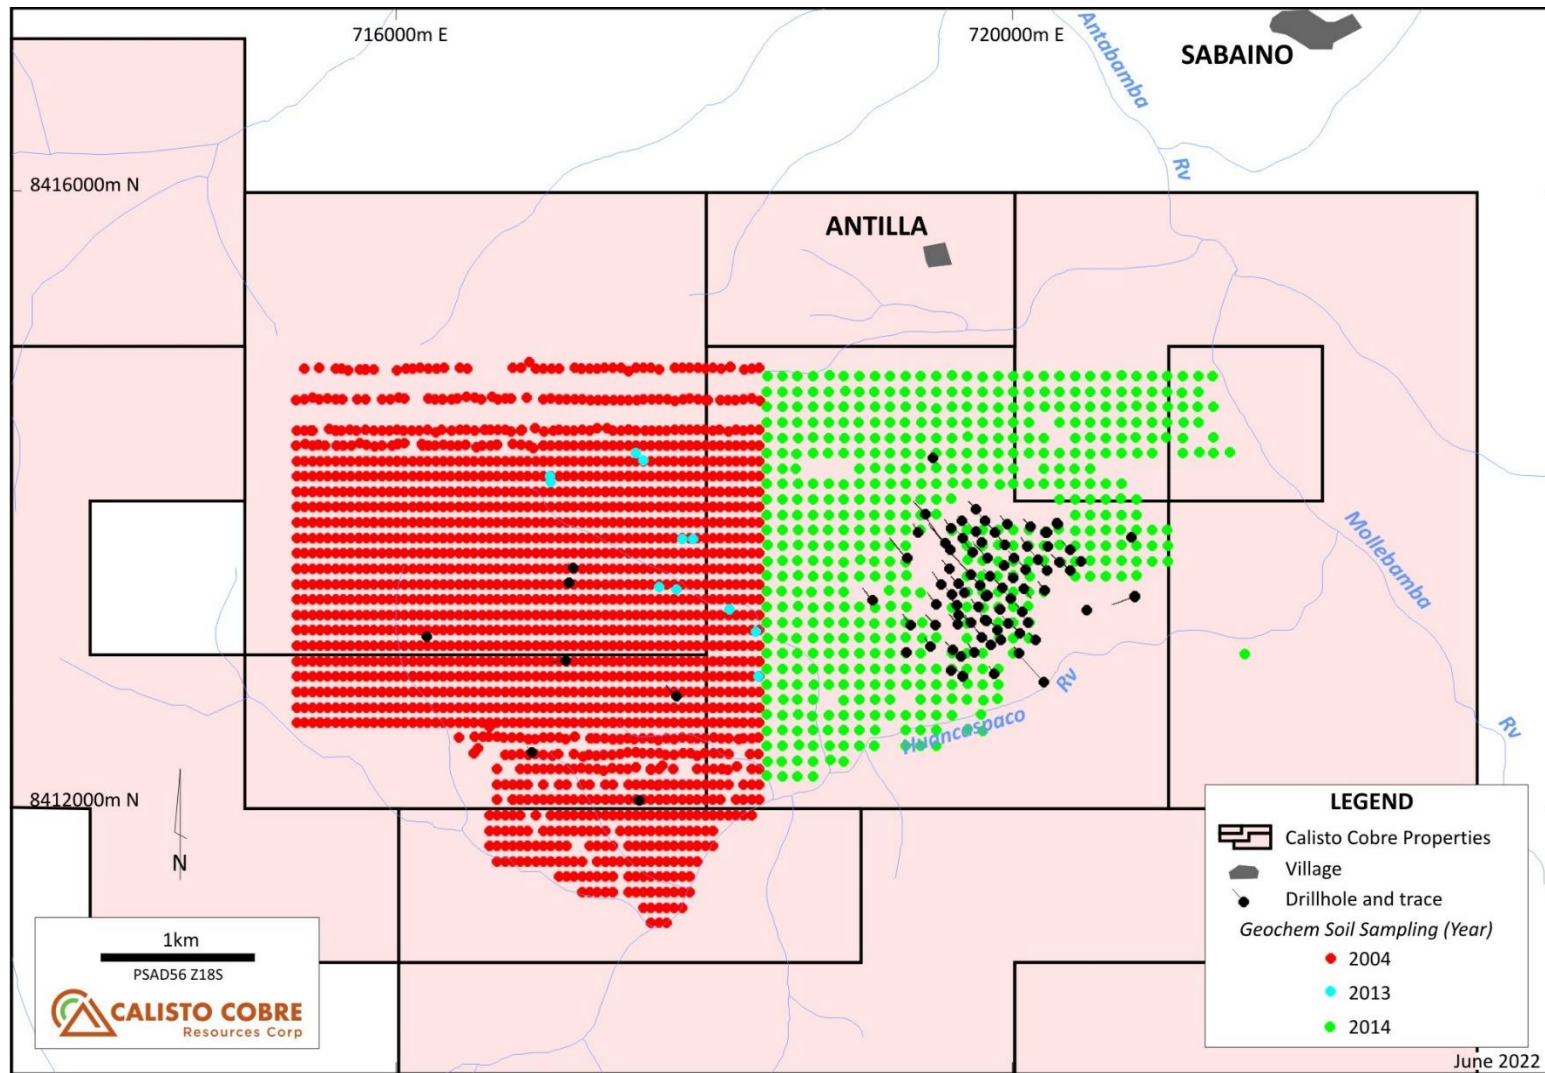 716000m E
720000m E
Antabamba
SABAINO
Rv
8416000m N
ANTILLA
Mollebamba
Rv
Huancaspaco
Rv
8412000m N
N
1km
PSAD56 Z18S
CALISTO COBRE
Resources Corp
LEGEND
Calisto Cobre Properties
Village
Drillhole and trace
Geochem Soil Sampling (Year)
2004
2013
2014
June 2022